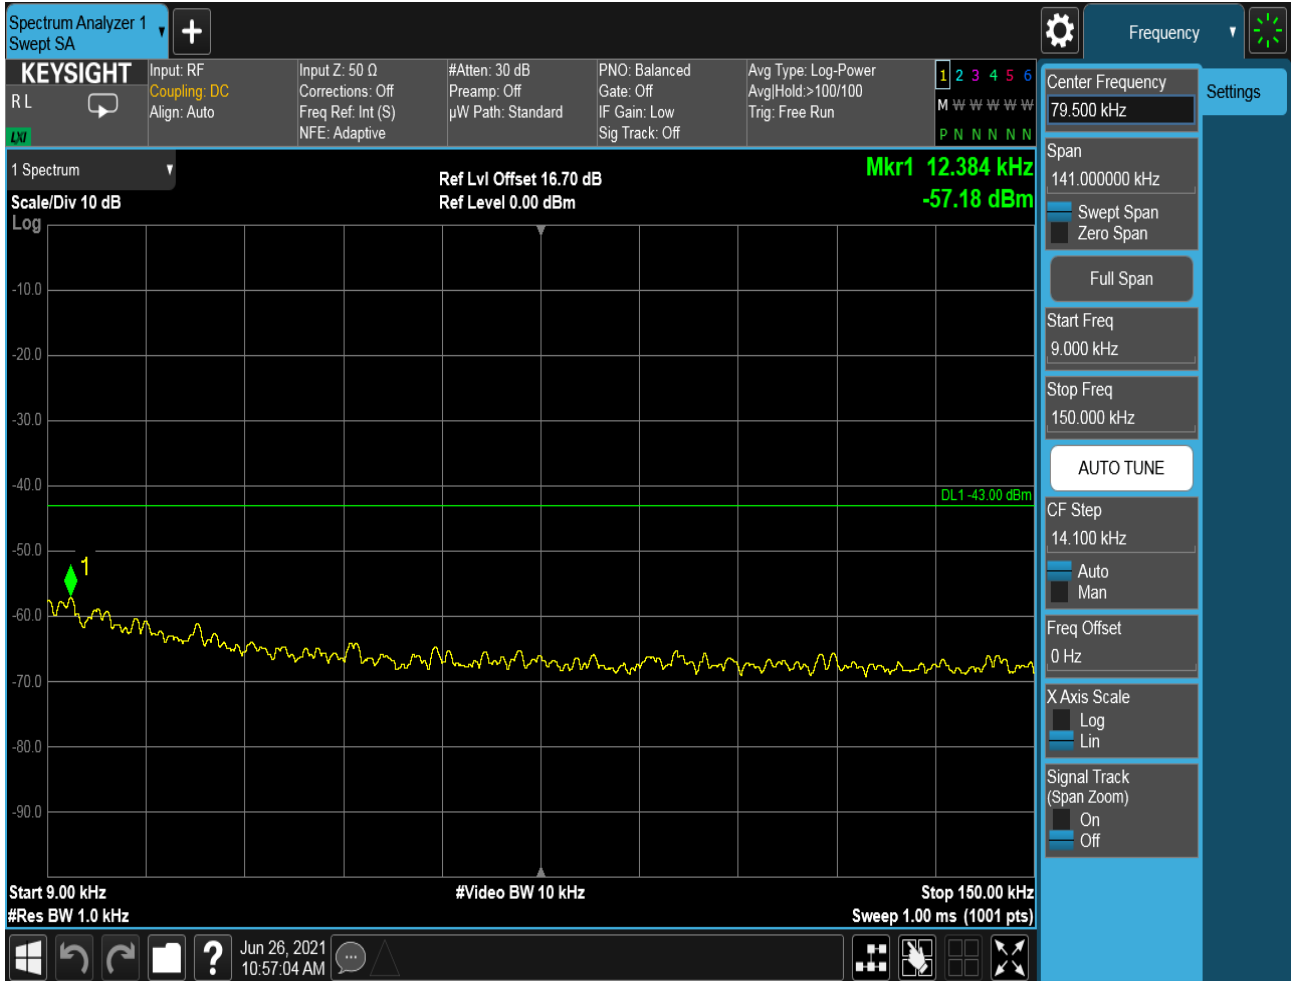 Spectrum Analyzer 1
Swept SA
Frequency
KEYSIGHT
R L
LXI
Input: RF
Coupling: DC
Align: Auto
Input Z: 50 Ω
Corrections: Off
Freq Ref: Int (S)
NFE: Adaptive
#Atten: 30 dB
Preamp: Off
µW Path: Standard
PNO: Balanced
Gate: Off
IF Gain: Low
Sig Track: Off
Avg Type: Log-Power
Avg|Hold:>100/100
Trig: Free Run
1 2 3 4 5 6
M W W W W W
P N N N N N
1 Spectrum
Scale/Div 10 dB
Log
Ref Lvl Offset 16.70 dB
Ref Level 0.00 dBm
Mkr1 12.384 kHz
-57.18 dBm
-10.0
-20.0
-30.0
-40.0
DL1 -43.00 dBm
-50.0
1
-60.0
-70.0
-80.0
-90.0
Start 9.00 kHz
#Video BW 10 kHz
Stop 150.00 kHz
#Res BW 1.0 kHz
Sweep 1.00 ms (1001 pts)
?
Jun 26, 2021
10:57:04 AM
Center Frequency
79.500 kHz
Settings
Span
141.000000 kHz
Swept Span
Zero Span
Full Span
Start Freq
9.000 kHz
Stop Freq
150.000 kHz
AUTO TUNE
CF Step
14.100 kHz
Auto
Man
Freq Offset
0 Hz
X Axis Scale
Log
Lin
Signal Track
(Span Zoom)
On
Off